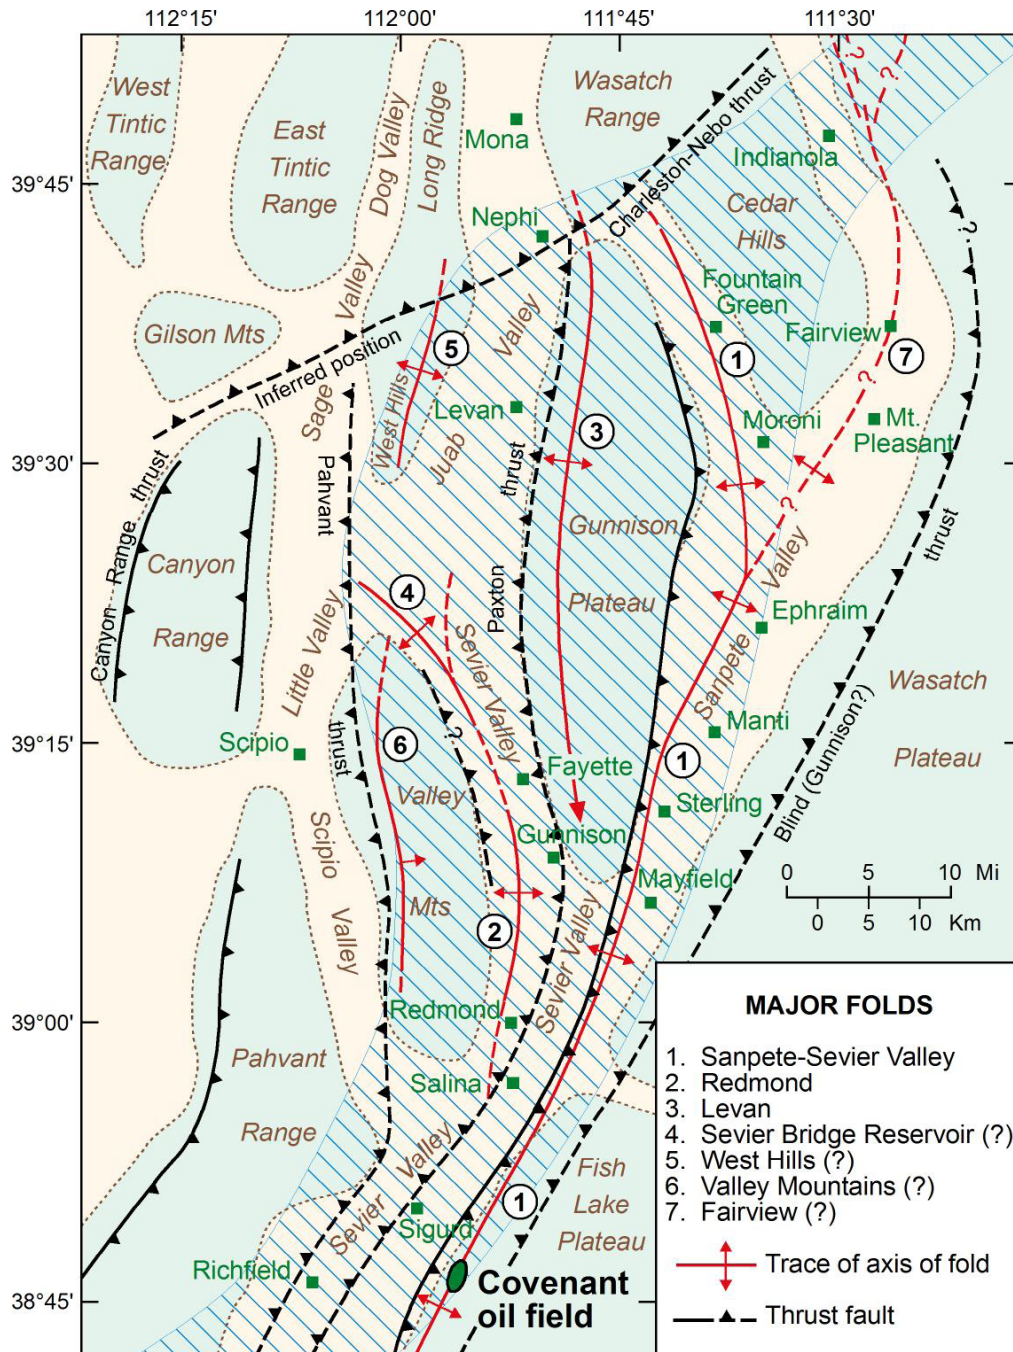 112°15'
112°00'
111°45'
111°30'
West
Tintic
Range
East
Tintic
Range
Dog Valley
Long Ridge
Mona
Wasatch
Range
Charleston-Nebo thrust
Indianola
?
?
39°45'
Nephi
Cedar
Hills
?
Valley
Fountain
Green
Gilson Mts
Valley
Fairview
Inferred position
5
1
7
Sage
West Hills
Levan
?
Mt.
Pleasant
Moroni
3
Juab
thrust
39°30'
thrust
Pahvant
?
Gunnison
thrust
Canyon
Range
Canyon Range
Valley
4
Plateau
Paxton
Ephraim
Little Valley
Sevier Valley
Sanpete
Wasatch
Plateau
Manti
39°15'
Scipio
6
?
1
thrust
Fayette
Valley
Sterling
Blind (Gunnison?)
Gunnison
Scipio
Mayfield
0 5 10 Mi
0 5 10 Km
Mts
2
Valley
Sevier Valley
39°00'
Redmond
Pahvant
Range
Salina
Valley
Sevier
Fish
Lake
Plateau
1
Sigurd
Richfield
38°45'
Covenant
oil field
MAJOR FOLDS
1. Sanpete-Sevier Valley
2. Redmond
3. Levan
4. Sevier Bridge Reservoir (?)
5. West Hills (?)
6. Valley Mountains (?)
7. Fairview (?)
Trace of axis of fold
Thrust fault